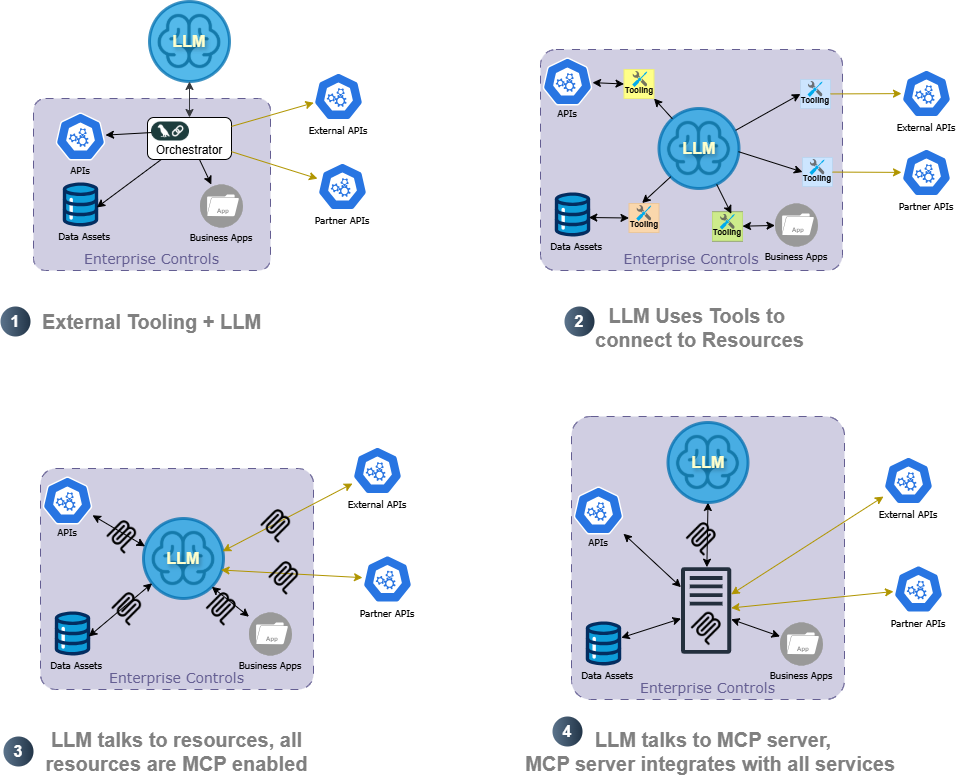 LLM
External APIs
Orchestrator
APIs
Partner APIs
Data Assets
Business Apps
App
Enterprise Controls
1
External Tooling + LLM
Tooling
APIs
Tooling
External APIs
LLM
Tooling
Partner APIs
Tooling
Tooling
Data Assets
App
Business Apps
Enterprise Controls
2
LLM Uses Tools to
connect to Resources
External APIs
APIs
LLM
Partner APIs
App
Data Assets
Business Apps
Enterprise Controls
3
LLM talks to resources, all
resources are MCP enabled
LLM
External APIs
APIs
Partner APIs
App
Data Assets
Business Apps
Enterprise Controls
4
LLM talks to MCP server,
MCP server integrates with all services